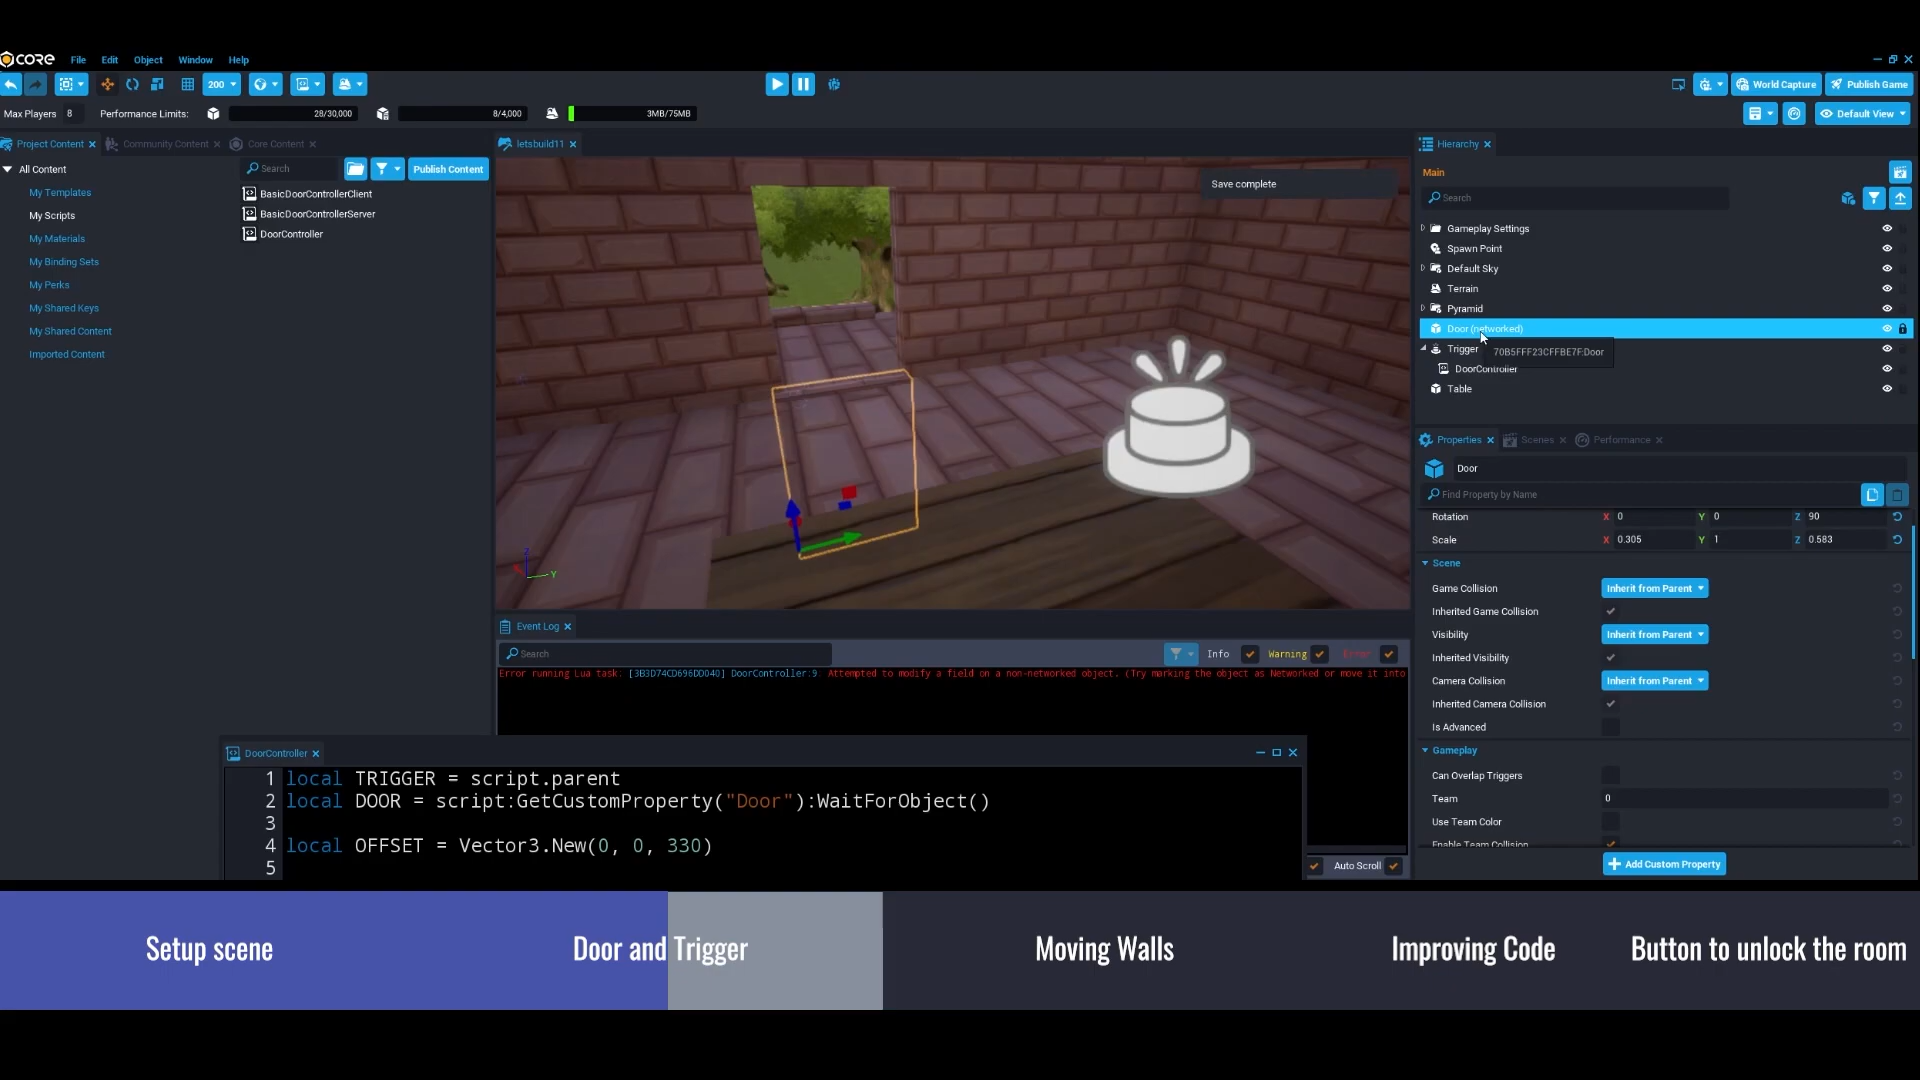 CORE File Edit Object Window Help
200
World Capture Publish Game
Max Players 8 Performance Limits: 28/30,000 8/4,000 3MB/75MB
Default View
Project Content Community Content Core Content
letsbuild11
Hierarchy
All Content
Search
Publish Content
My Templates
My Scripts
My Materials
My Binding Sets
My Perks
My Shared Keys
My Shared Content
Imported Content
BasicDoorControllerClient
BasicDoorControllerServer
DoorController
Save complete
Z
Y
Main
Search
Gameplay Settings
Spawn Point
Default Sky
Terrain
Pyramid
Door (networked)
Trigger
70B5FFF23CFFBE7F:Door
DoorController
Table
Properties Scenes Performance
Door
Find Property by Name
Rotation X 0 Y 0 Z 90
Scale X 0.305 Y 1 Z 0.583
Scene
Game Collision Inherit from Parent
Inherited Game Collision
Visibility Inherit from Parent
Inherited Visibility
Camera Collision Inherit from Parent
Inherited Camera Collision
Is Advanced
Gameplay
Can Overlap Triggers
Team 0
Use Team Color
Enable Team Collision
Add Custom Property
Event Log
Search
Info Warning Error
Error running Lua task: [3B3D74CD696DD040] DoorController:9: Attempted to modify a field on a non-networked object. (Try marking the object as Networked or move it into
Auto Scroll
DoorController
1 local TRIGGER = script.parent
2 local DOOR = script:GetCustomProperty("Door"):WaitForObject()
3
4 local OFFSET = Vector3.New(0, 0, 330)
5
Setup scene
Door and Trigger
Moving Walls
Improving Code
Button to unlock the room